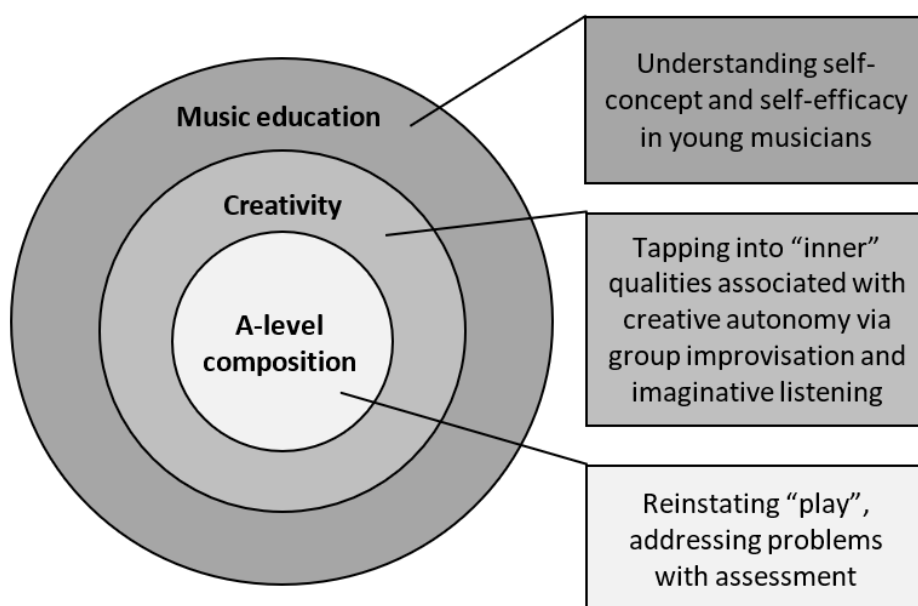 Music education
Creativity
A-level
composition
Understanding self-
concept and self-efficacy
in young musicians
Tapping into “inner”
qualities associated with
creative autonomy via
group improvisation and
imaginative listening
Reinstating “play”,
addressing problems
with assessment